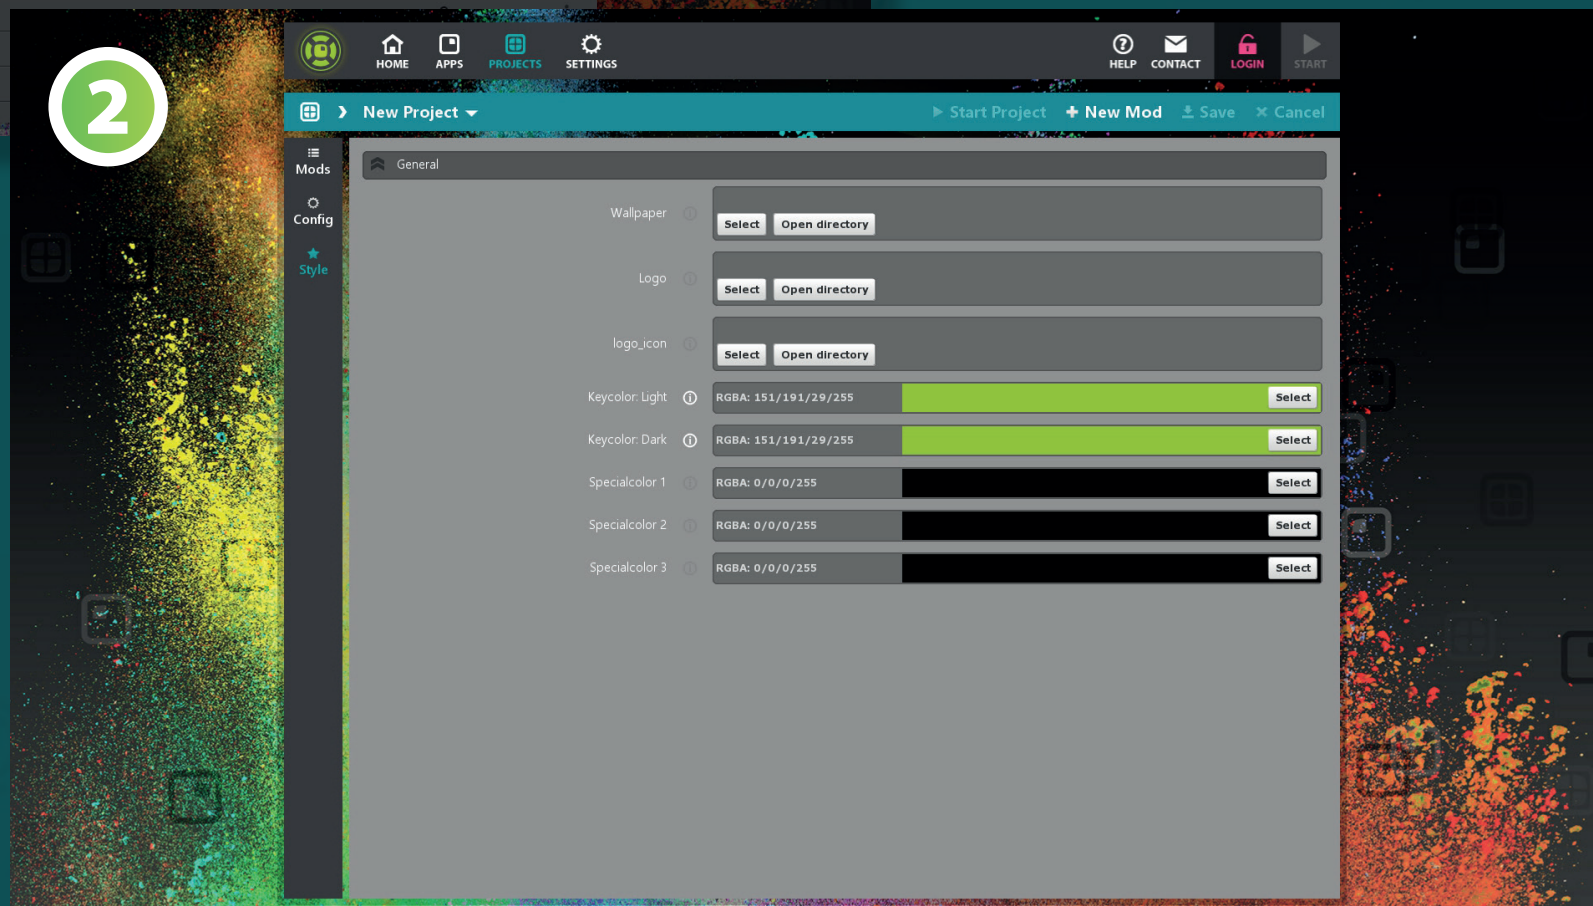 2
HOME APPS PROJECTS SETTINGS HELP CONTACT LOGIN START
New Project Start Project New Mod Save Cancel
Mods
Config
Style
General
Wallpaper Select Open directory
Logo Select Open directory
logo_icon Select Open directory
Keycolor: Light RGBA: 151/191/29/255 Select
Keycolor: Dark RGBA: 151/191/29/255 Select
Specialcolor 1 RGBA: 0/0/0/255 Select
Specialcolor 2 RGBA: 0/0/0/255 Select
Specialcolor 3 RGBA: 0/0/0/255 Select